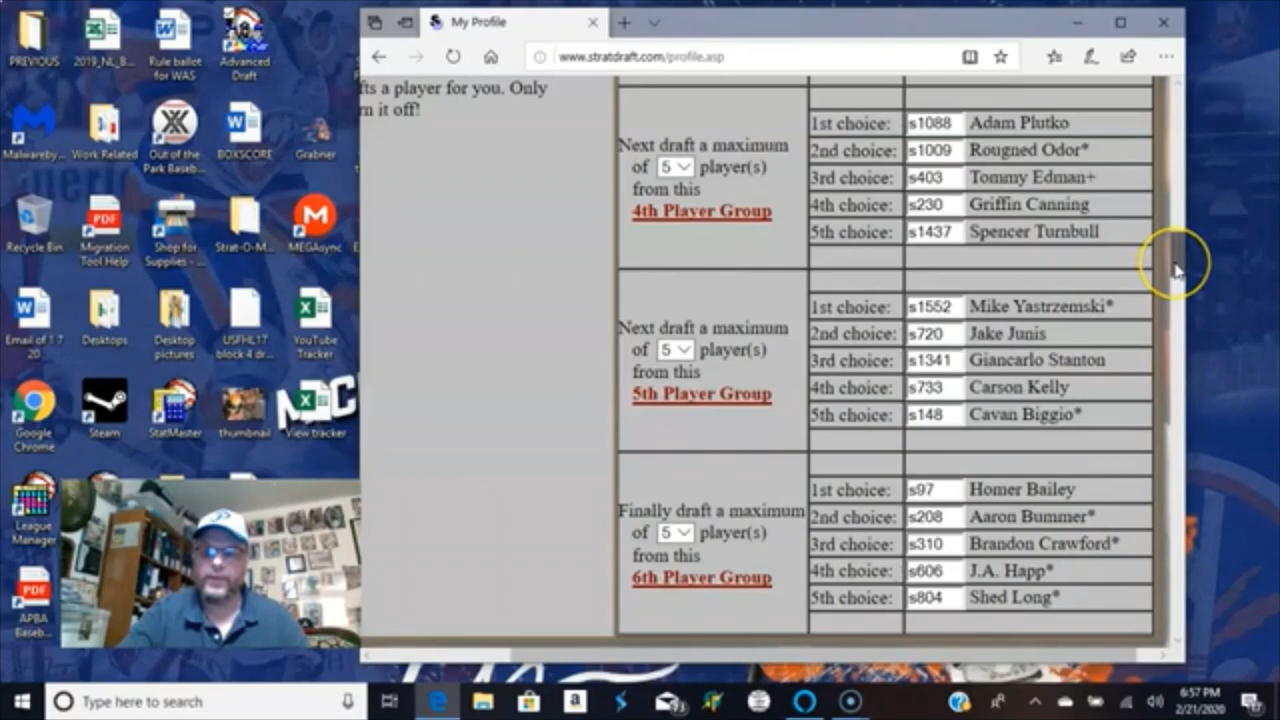 My Profile
www.stratdraft.com/profile.asp
PREVIOUS
2019_NL_B...
Rule ballot for WAS
Advanced Draft
Malwareby...
Work Related
Out of the Park Baseb...
BOXSCORE
Grabner
Recycle Bin
Migration Tool Help
Shop for Supplies - ...
Strat-O-M...
MEGAsync
Email of 1 7 20
Desktops
Desktop pictures
USFHL17 block 4 dr...
YouTube Tracker
Google Chrome
Steam
StatMaster
thumbnail
View tracker
League Manager
APBA Baseb...
fts a player for you. Only
n it off!
Next draft a maximum
of 5 player(s)
from this
4th Player Group
1st choice: s1088 Adam Plutko
2nd choice: s1009 Rougned Odor*
3rd choice: s403 Tommy Edman+
4th choice: s230 Griffin Canning
5th choice: s1437 Spencer Turnbull
Next draft a maximum
of 5 player(s)
from this
5th Player Group
1st choice: s1552 Mike Yastrzemski*
2nd choice: s720 Jake Junis
3rd choice: s1341 Giancarlo Stanton
4th choice: s733 Carson Kelly
5th choice: s148 Cavan Biggio*
Finally draft a maximum
of 5 player(s)
from this
6th Player Group
1st choice: s97 Homer Bailey
2nd choice: s208 Aaron Bummer*
3rd choice: s310 Brandon Crawford*
4th choice: s606 J.A. Happ*
5th choice: s804 Shed Long*
Type here to search
6:57 PM
2/21/2020